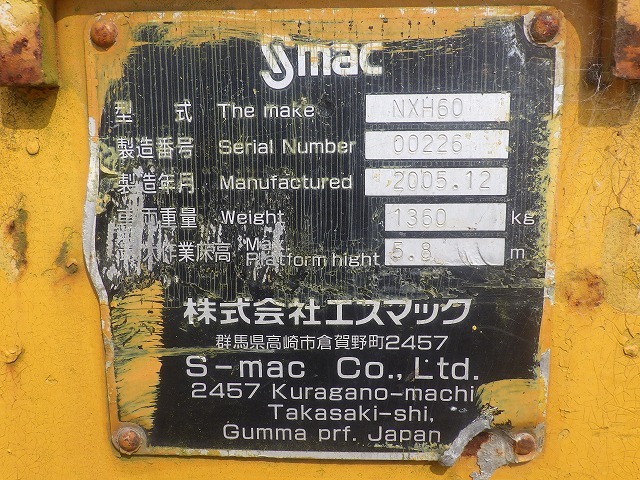 Smac
型式 The make NXH60
製造番号 Serial Number 00226
製造年月 Manufactured 2005.12
車両重量 Weight 1360 kg
作業床高 Max. Platform hight 5.8 m
株式会社エスマック
群馬県高崎市倉賀野町2457
S-mac Co.,Ltd.
2457 Kuragano-machi
Takasaki-shi,
Gumma prf. Japan